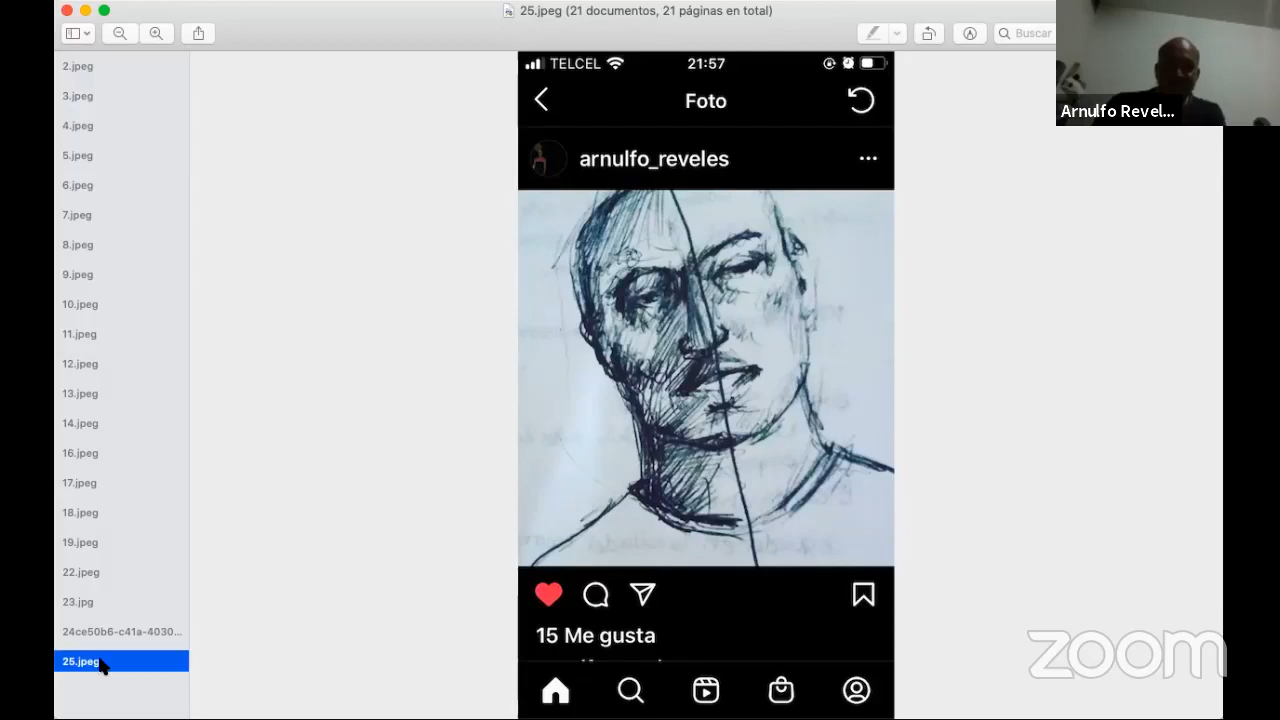 25.jpeg (21 documentos, 21 páginas en total)
Buscar
2.jpeg
3.jpeg
4.jpeg
5.jpeg
6.jpeg
7.jpeg
8.jpeg
9.jpeg
10.jpeg
11.jpeg
12.jpeg
13.jpeg
14.jpeg
16.jpeg
17.jpeg
18.jpeg
19.jpeg
22.jpeg
23.jpg
24ce50b6-c41a-4030...
25.jpeg
TELCEL 21:57
Foto
arnulfo_reveles
15 Me gusta
Arnulfo Revel...
zoom